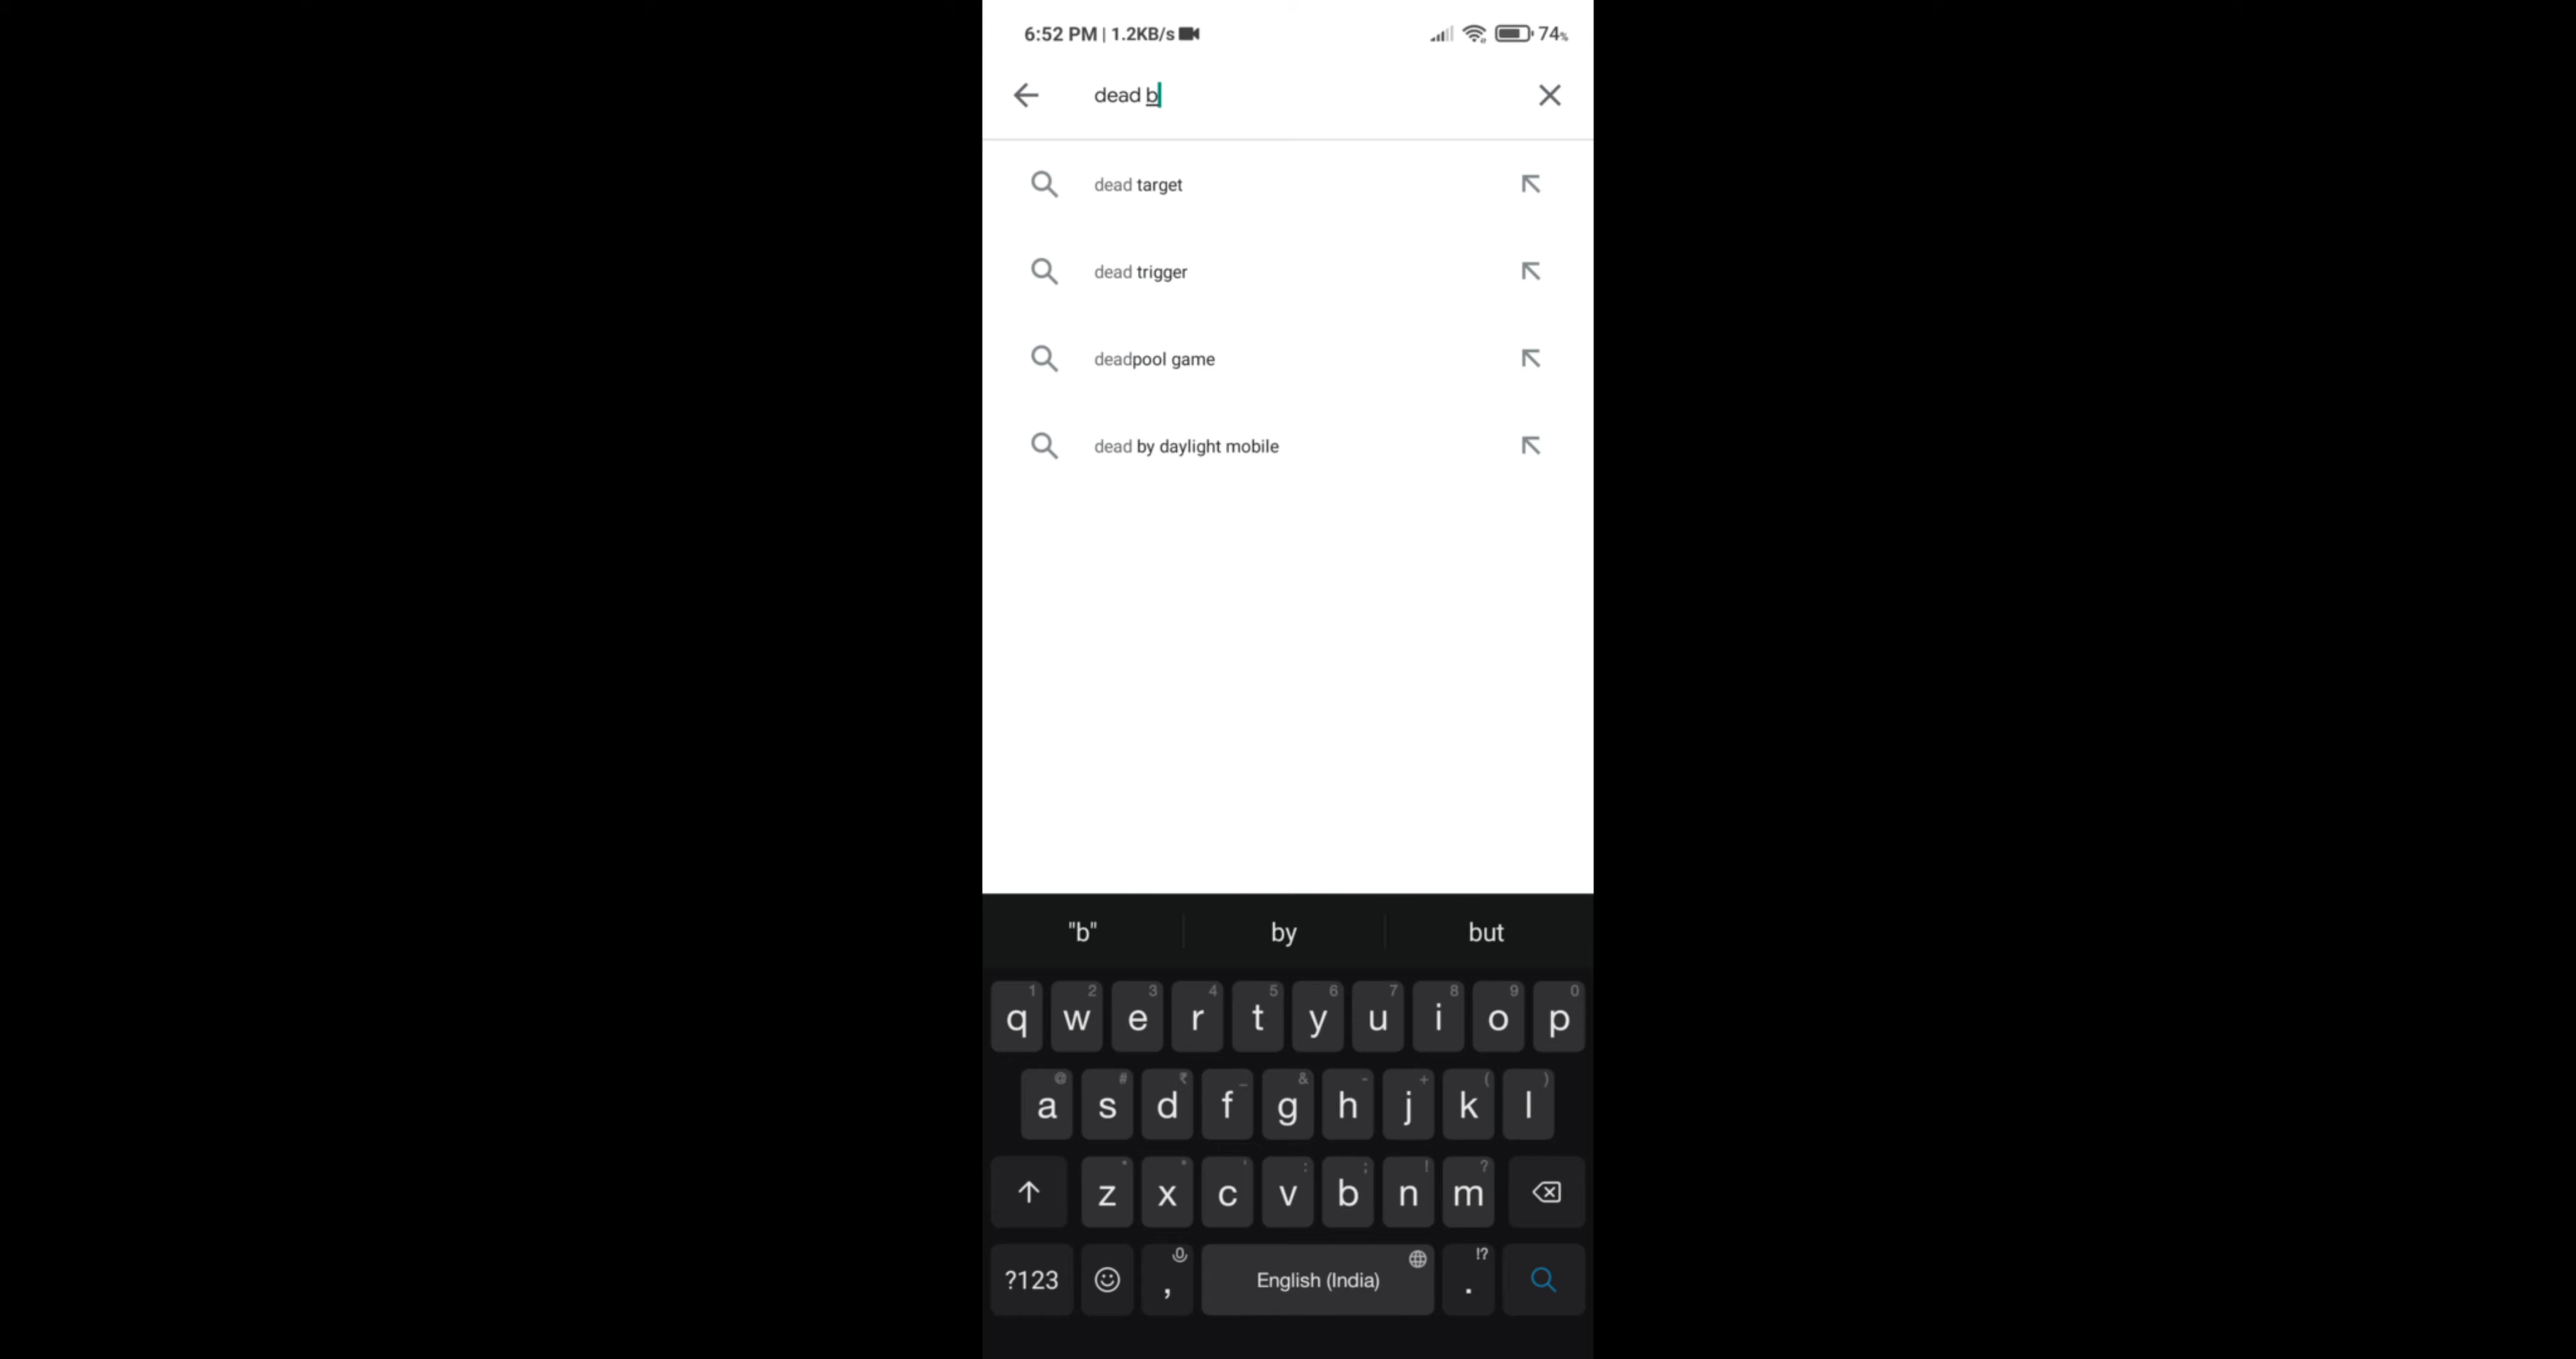 6:52 PM | 1.2KB/s 74%
dead b
dead target
dead trigger
deadpool game
dead by daylight mobile
"b" by but
1 2 3 4 5 6 7 8 9 0
q w e r t y u i o p
@ # ₹ _ & - + ( )
a s d f g h j k l
: ; ! ?
z x c v b n m
!?
?123 , English (India) .